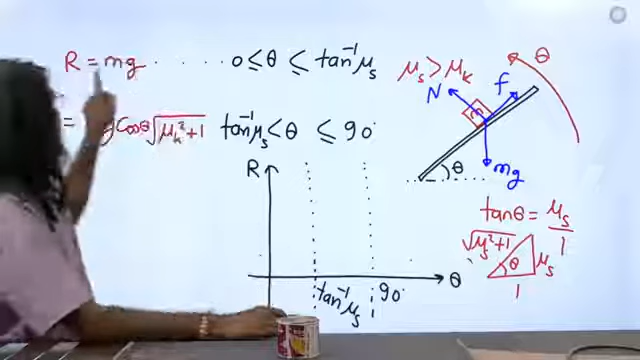 R = mg ........ 0 ≤ θ ≤ tan⁻¹μₛ
= g cosθ√(μₖ²+1) tan⁻¹μₛ < θ ≤ 90°
μₛ > μₖ
θ
N
f
m
mg
θ
R
θ
tan⁻¹μₛ
90°
tanθ = μₛ/1
√(μₛ²+1)
θ
μₛ
1